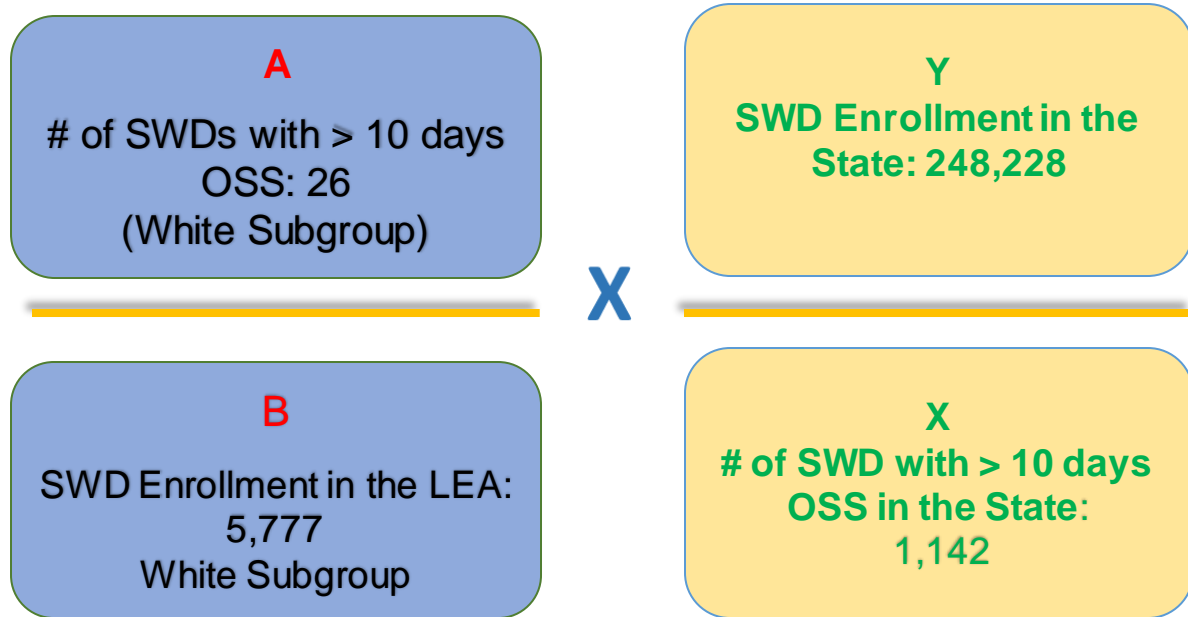 A
# of SWDs with > 10 days
OSS: 26
(White Subgroup)
Y
SWD Enrollment in the
State: 248,228
X
B
SWD Enrollment in the LEA:
5,777
White Subgroup
X
# of SWD with > 10 days
OSS in the State:
1,142